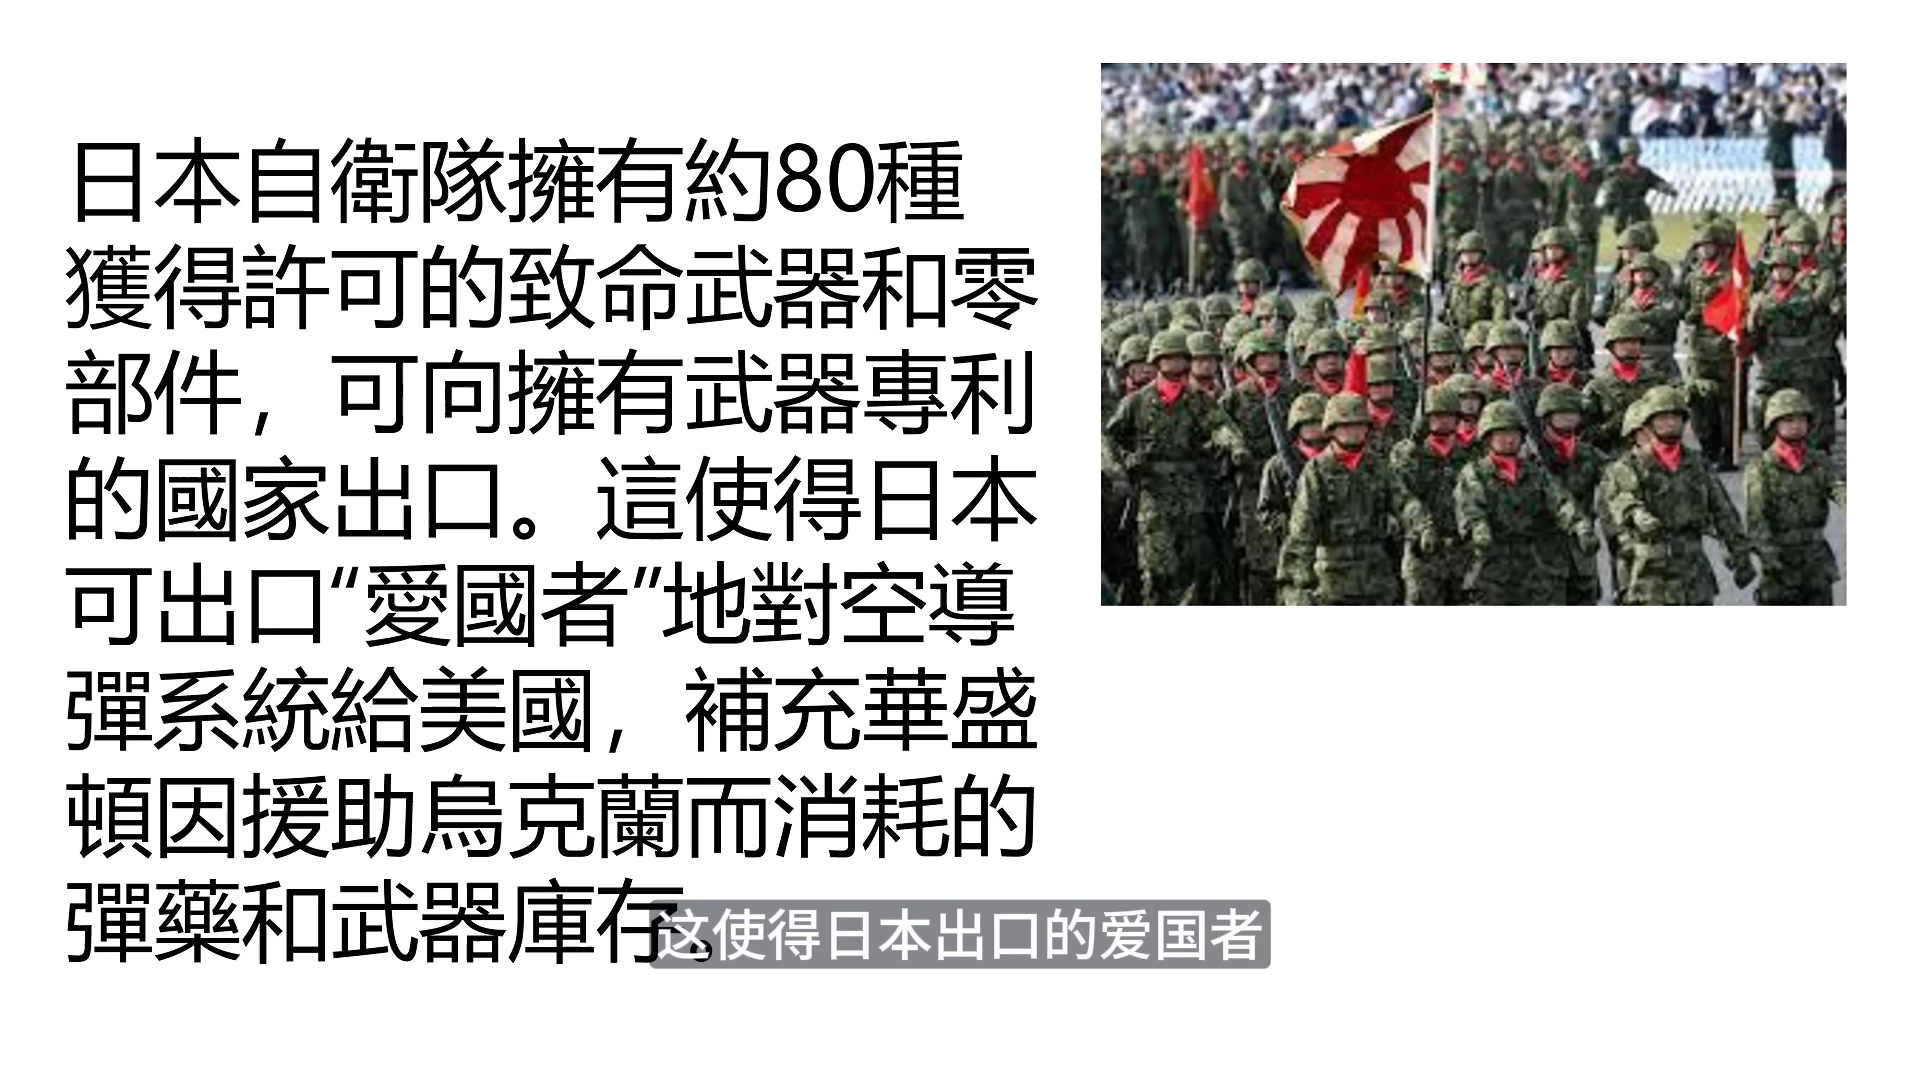 日本自衛隊擁有約80種
獲得許可的致命武器和零
部件，可向擁有武器專利
的國家出口。這使得日本
可出口“愛國者”地對空導
彈系統給美國，補充華盛
頓因援助烏克蘭而消耗的
彈藥和武器庫存。
这使得日本出口的爱国者